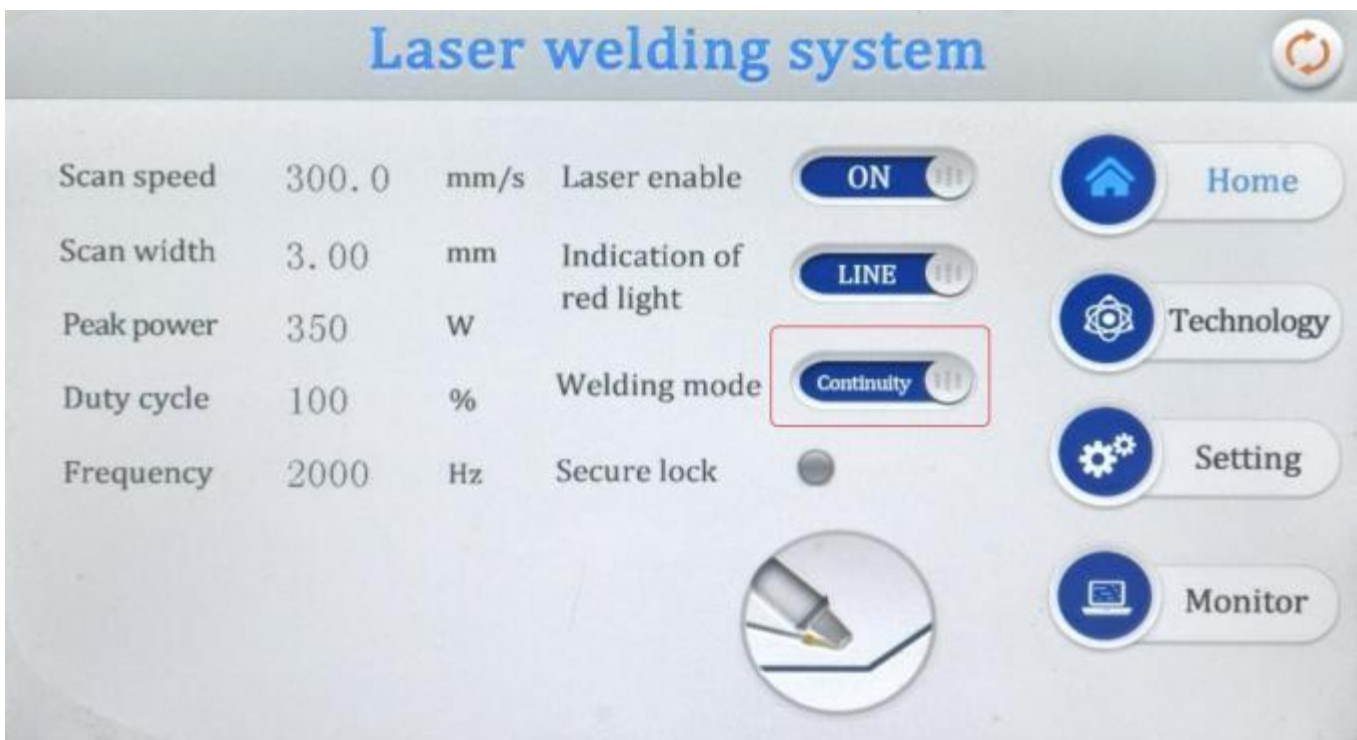 Laser welding system
Scan speed 300.0 mm/s Laser enable ON
Home
Scan width 3.00 mm Indication of
red light LINE
Peak power 350 W
Technology
Duty cycle 100 % Welding mode Continuity
Frequency 2000 Hz Secure lock
Setting
Monitor